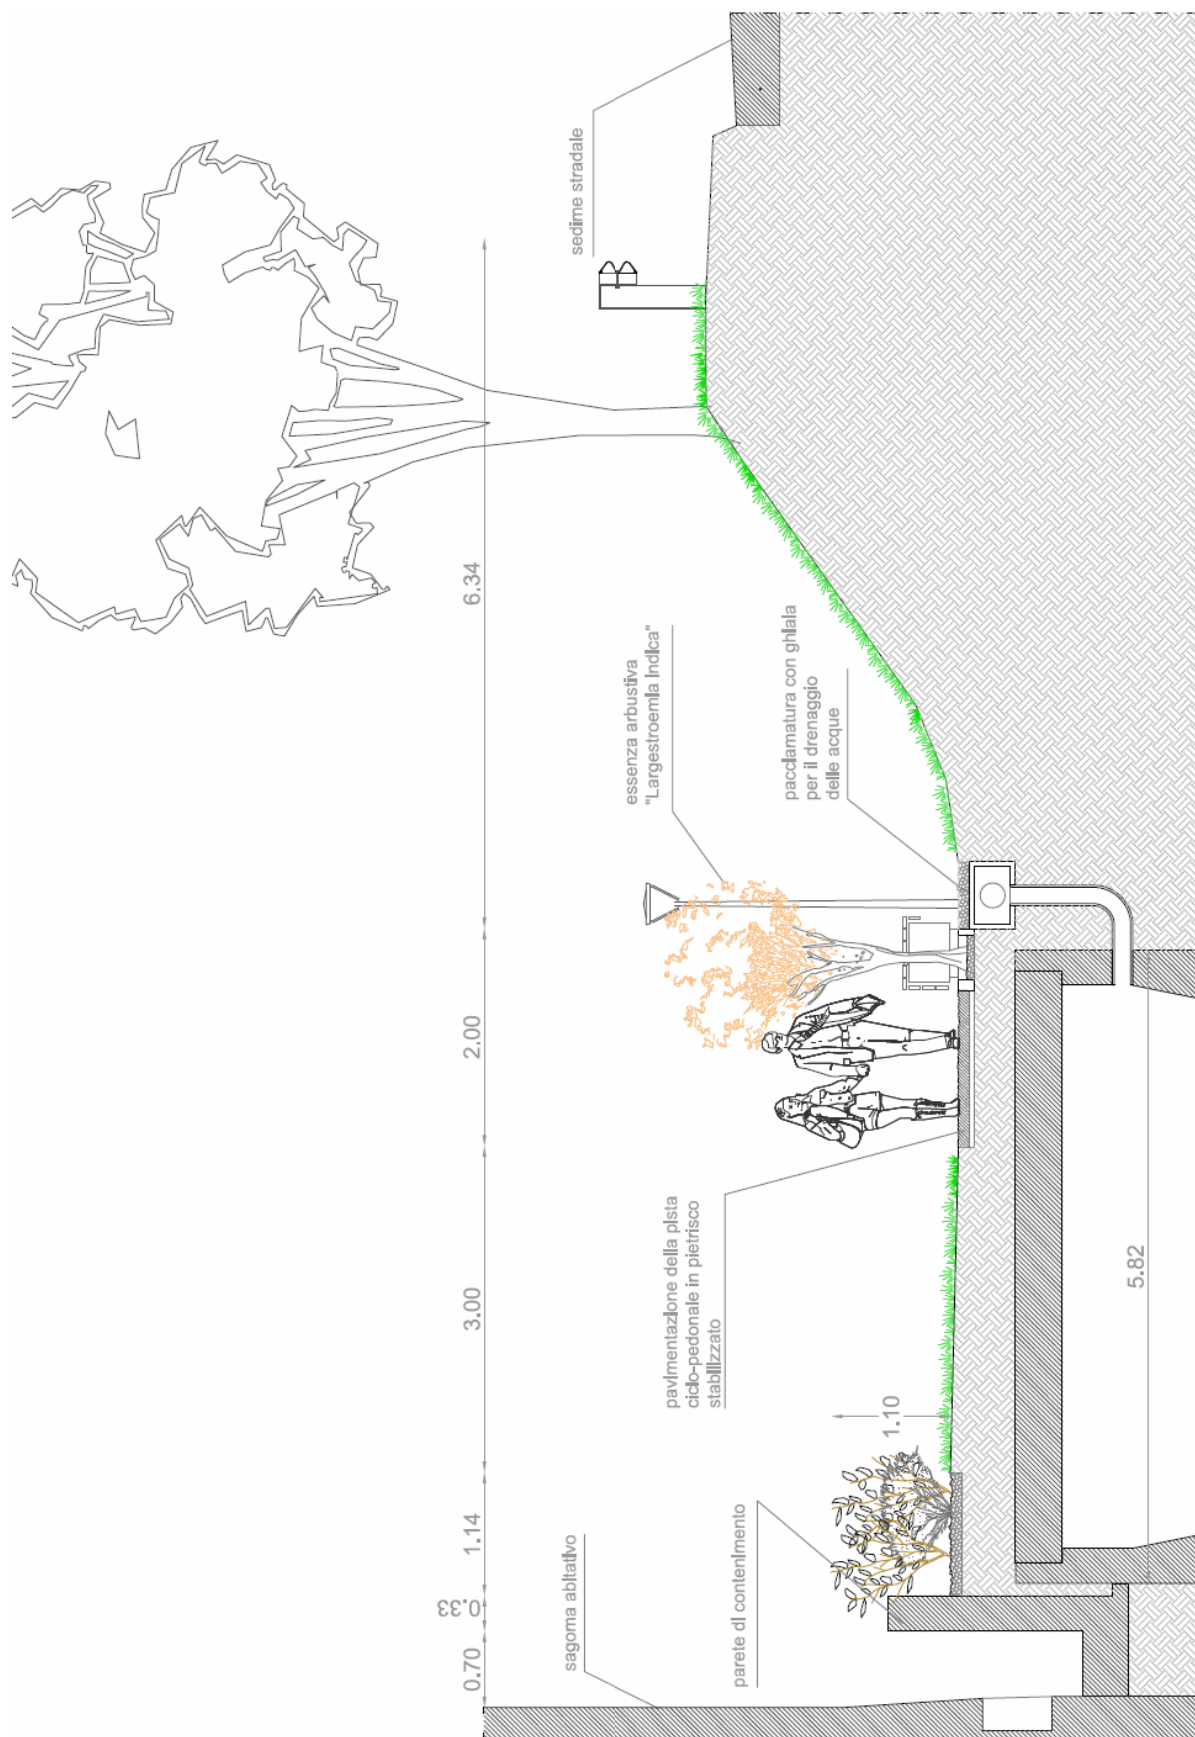 0.70
0.33
1.14
3.00
2.00
6.34
sagoma abitativo
sedime stradale
essenza arbustiva
"Largestroemia Indica"
pavimentazione della pista
ciclo-pedonale in pietrisco
stabilizzato
parete di contenimento
pacciamatura con ghiaia
per il drenaggio
delle acque
1.10
5.82